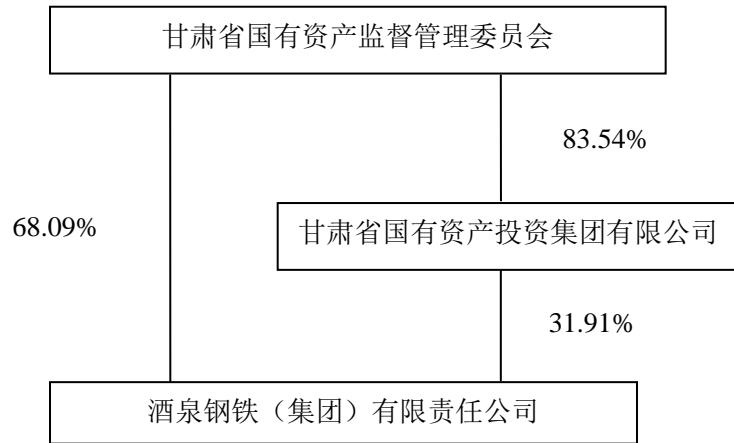 甘肃省国有资产监督管理委员会
83.54%
68.09%
甘肃省国有资产投资集团有限公司
31.91%
酒泉钢铁（集团）有限责任公司